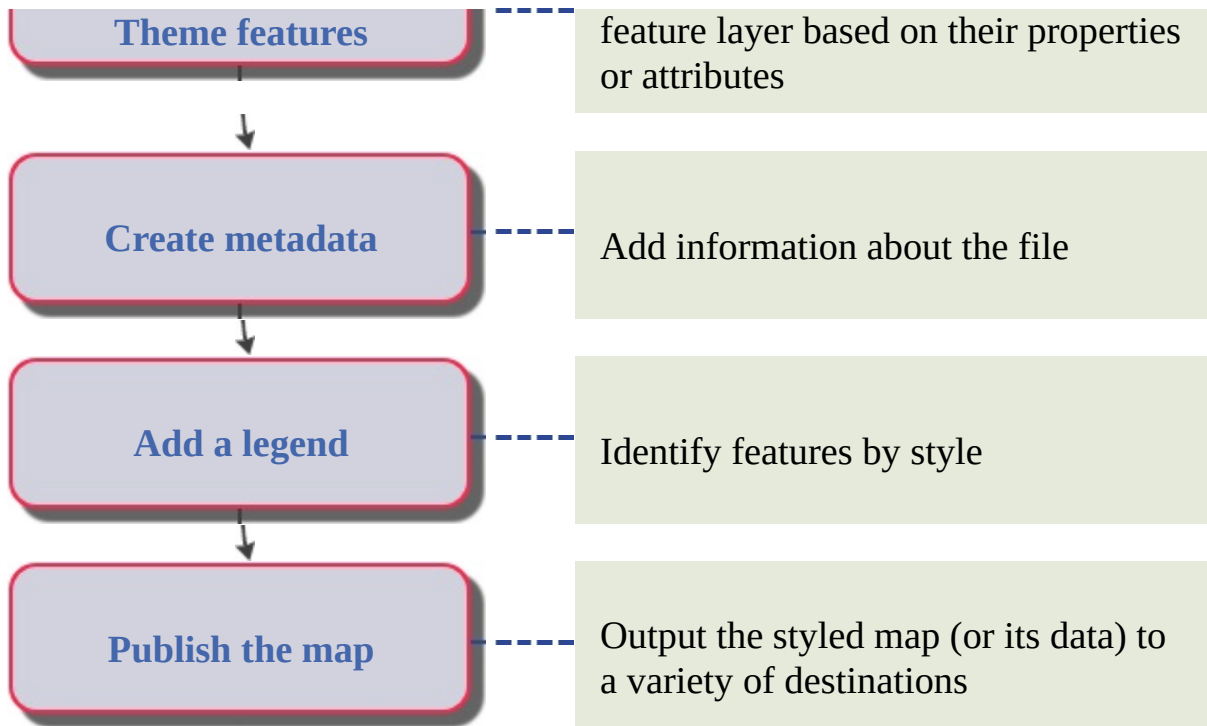 Theme features
feature layer based on their properties
or attributes
Create metadata
Add information about the file
Add a legend
Identify features by style
Publish the map
Output the styled map (or its data) to
a variety of destinations